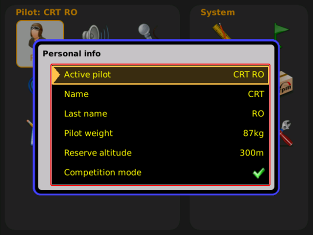 Pilot: CRT RO
System
Personal info
Active pilot CRT RO
Name CRT
Last name RO
Pilot weight 87kg
Reserve altitude 300m
Competition mode